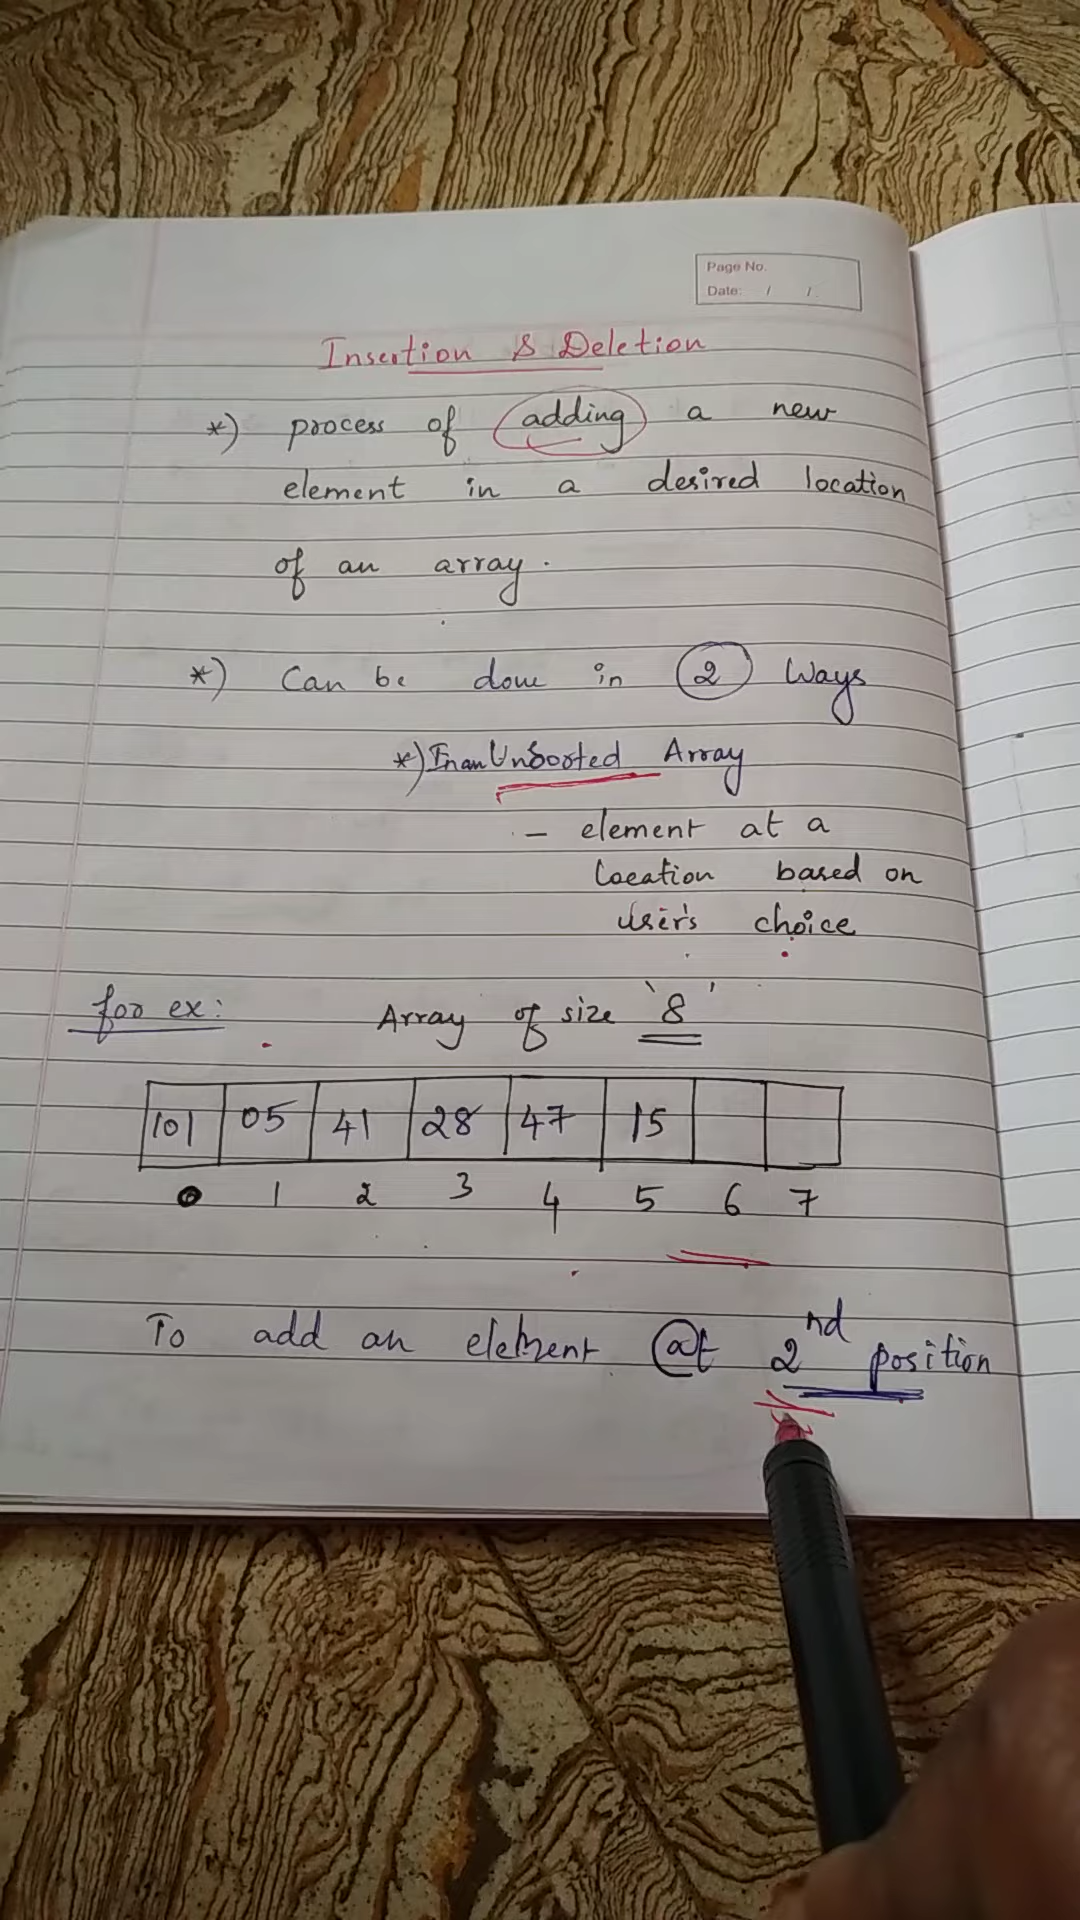 Page No.
Date: / /
Insertion & Deletion
*) process of adding a new
element in a desired location
of an array.
*) Can be done in 2 Ways
*) In an Unsorted Array
- element at a
location based on
user's choice
for ex: Array of size '8'
101 05 41 28 47 15
0 1 2 3 4 5 6 7
To add an element @t 2nd position